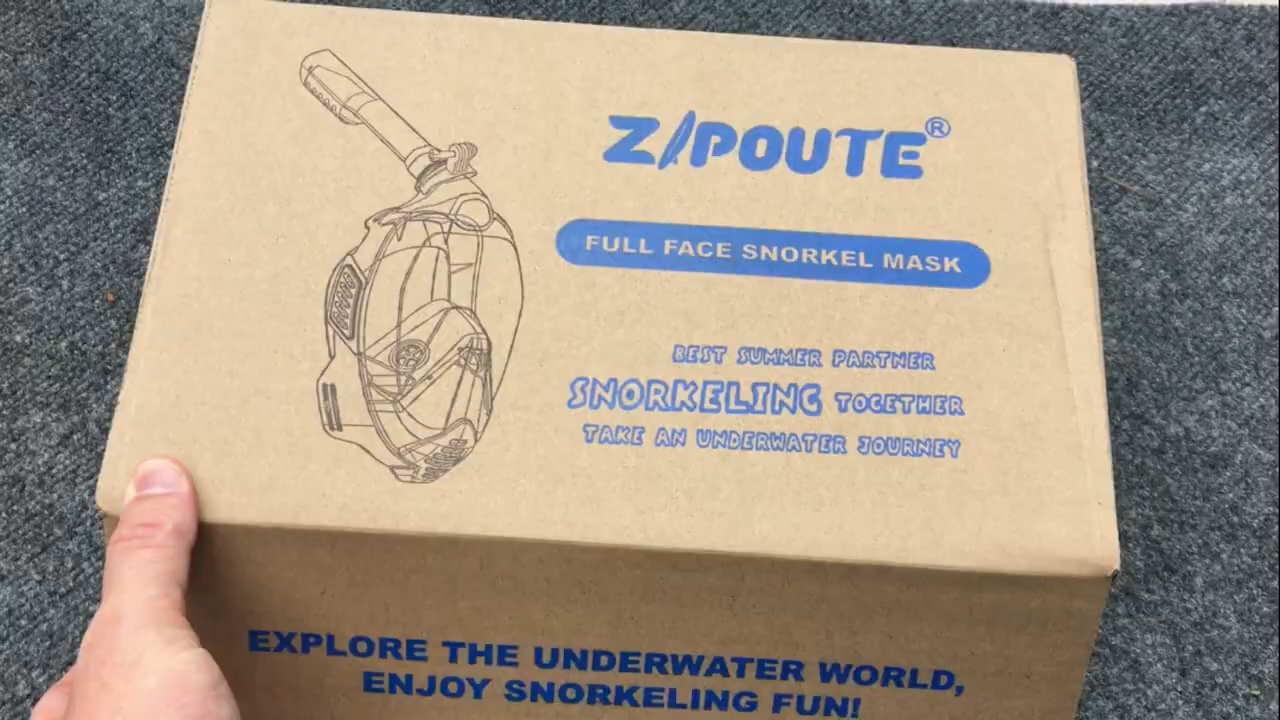 ZIPOUTE®
FULL FACE SNORKEL MASK
BEST SUMMER PARTNER
SNORKELING TOGETHER
TAKE AN UNDERWATER JOURNEY
EXPLORE THE UNDERWATER WORLD,
ENJOY SNORKELING FUN!